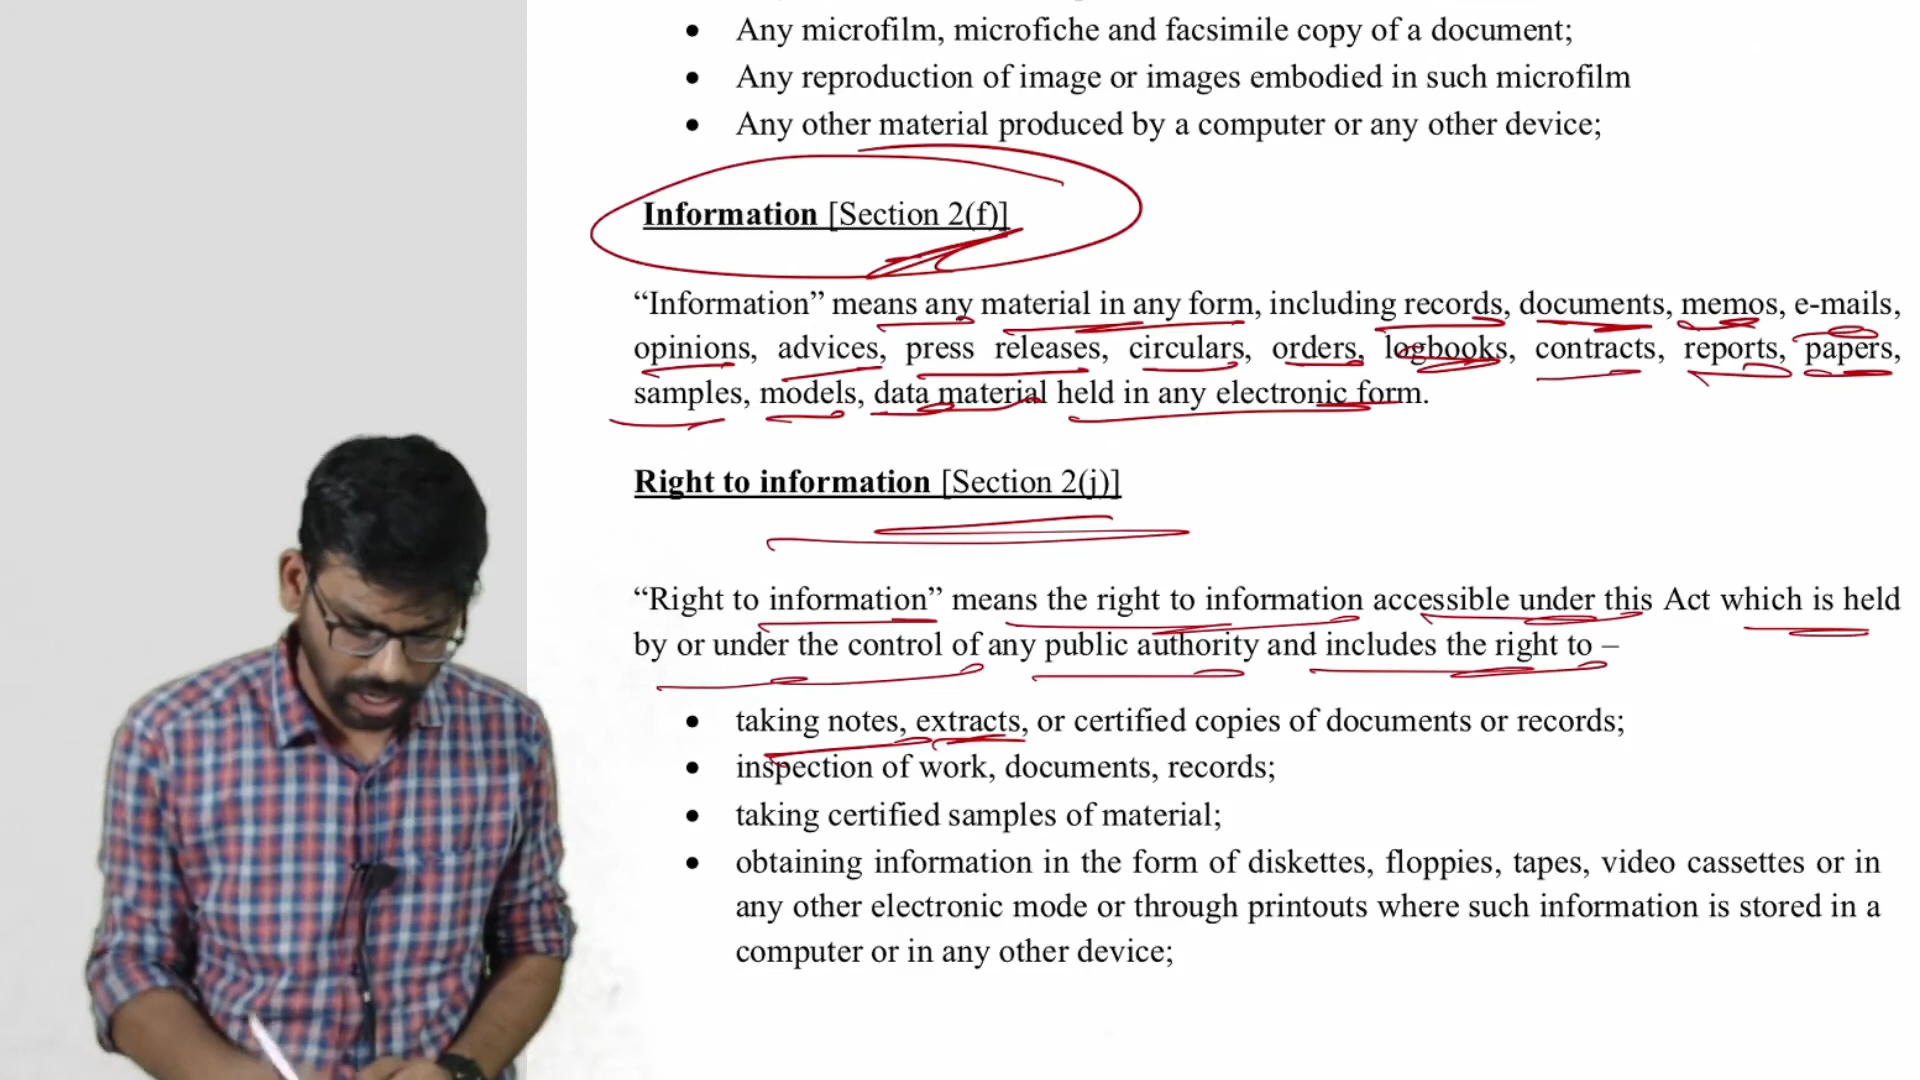 • Any microfilm, microfiche and facsimile copy of a document;
• Any reproduction of image or images embodied in such microfilm
• Any other material produced by a computer or any other device;
Information [Section 2(f)]
“Information” means any material in any form, including records, documents, memos, e-mails,
opinions, advices, press releases, circulars, orders, logbooks, contracts, reports, papers,
samples, models, data material held in any electronic form.
Right to information [Section 2(j)]
“Right to information” means the right to information accessible under this Act which is held
by or under the control of any public authority and includes the right to –
• taking notes, extracts, or certified copies of documents or records;
• inspection of work, documents, records;
• taking certified samples of material;
• obtaining information in the form of diskettes, floppies, tapes, video cassettes or in
any other electronic mode or through printouts where such information is stored in a
computer or in any other device;